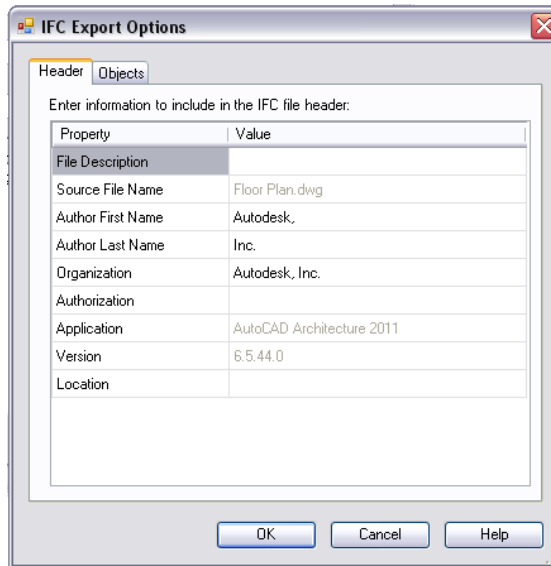 IFC Export Options
Header Objects
Enter information to include in the IFC file header:
Property Value
File Description
Source File Name Floor Plan.dwg
Author First Name Autodesk,
Author Last Name Inc.
Organization Autodesk, Inc.
Authorization
Application AutoCAD Architecture 2011
Version 6.5.44.0
Location
OK Cancel Help